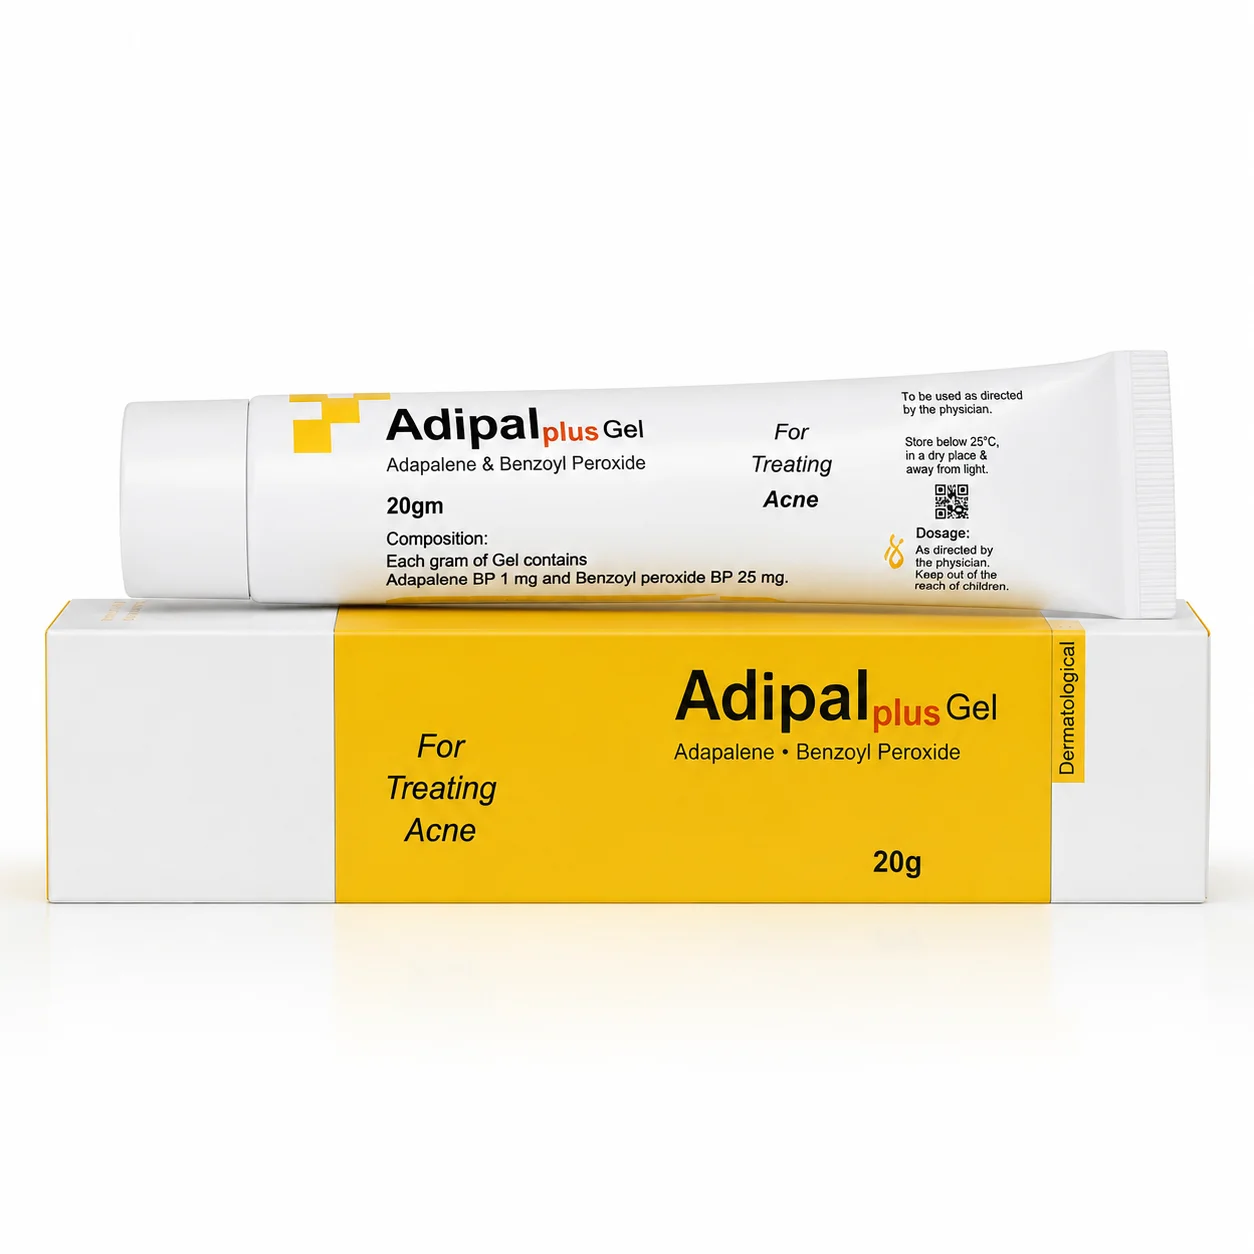 Adipal plus Gel
Adapalene & Benzoyl Peroxide
20gm
Composition:
Each gram of Gel contains
Adapalene BP 1 mg and Benzoyl peroxide BP 25 mg.
For
Treating
Acne
To be used as directed
by the physician.
Store below 25°C,
in a dry place &
away from light.
Dosage:
As directed by
the physician.
Keep out of the
reach of children.
For
Treating
Acne
Adipal plus Gel
Adapalene • Benzoyl Peroxide
20g
Dermatological